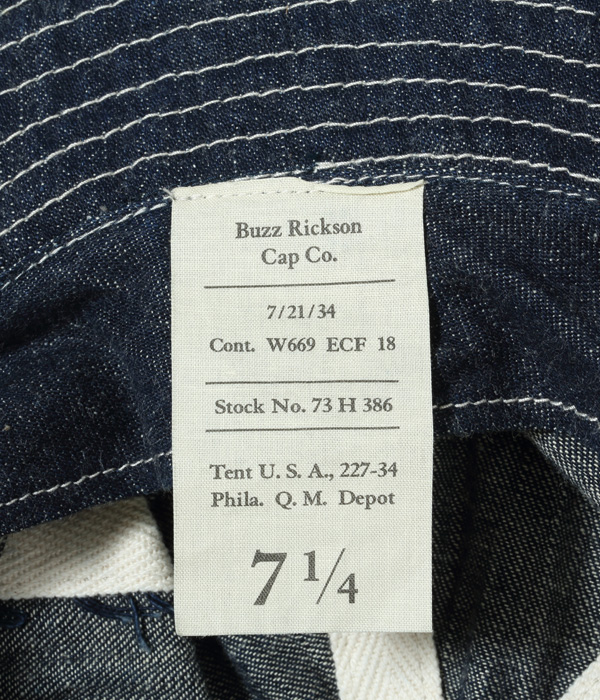 Buzz Rickson
Cap Co.
7/21/34
Cont. W669 ECF 18
Stock No. 73 H 386
Tent U. S. A., 227-34
Phila. Q. M. Depot
7 1/4